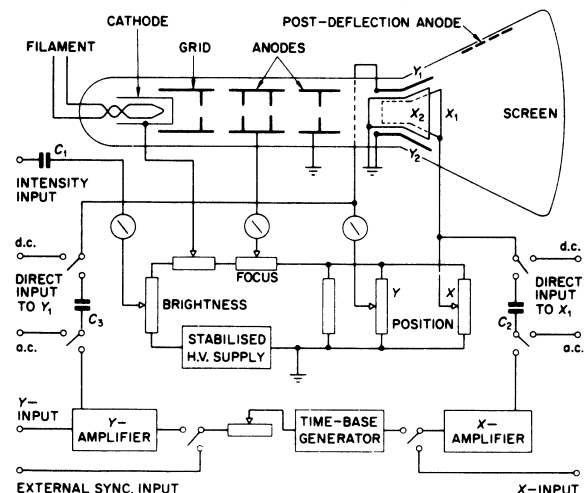 CATHODE
POST-DEFLECTION ANODE
FILAMENT
GRID
ANODES
Y1
X2
X1
SCREEN
Y2
C1
INTENSITY
INPUT
d.c.
DIRECT
INPUT
TO Y1
C3
a.c.
BRIGHTNESS
FOCUS
STABILISED
H.V. SUPPLY
Y
X
POSITION
d.c.
DIRECT
INPUT
TO X1
C2
a.c.
Y-
INPUT
Y-
AMPLIFIER
TIME-BASE
GENERATOR
X-
AMPLIFIER
EXTERNAL SYNC. INPUT
X-INPUT